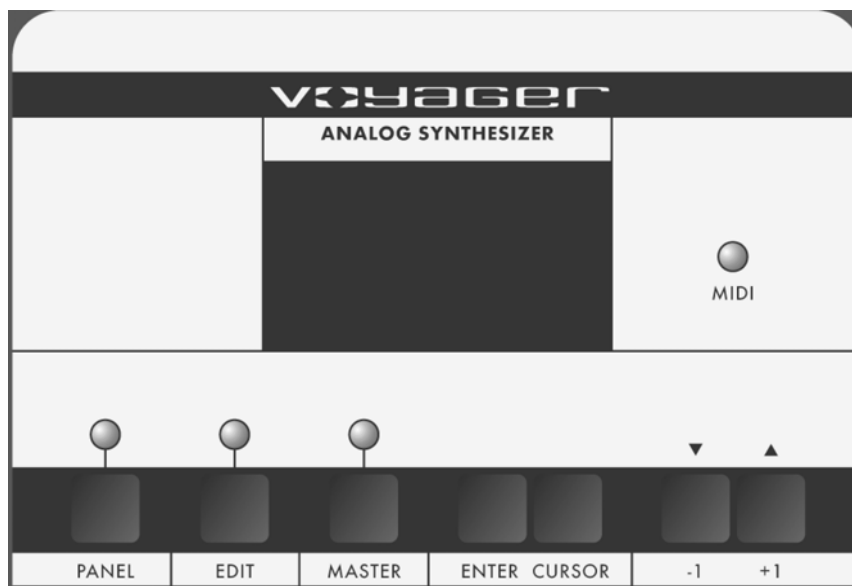 VOYAGER
ANALOG SYNTHESIZER
MIDI
PANEL EDIT MASTER ENTER CURSOR -1 +1